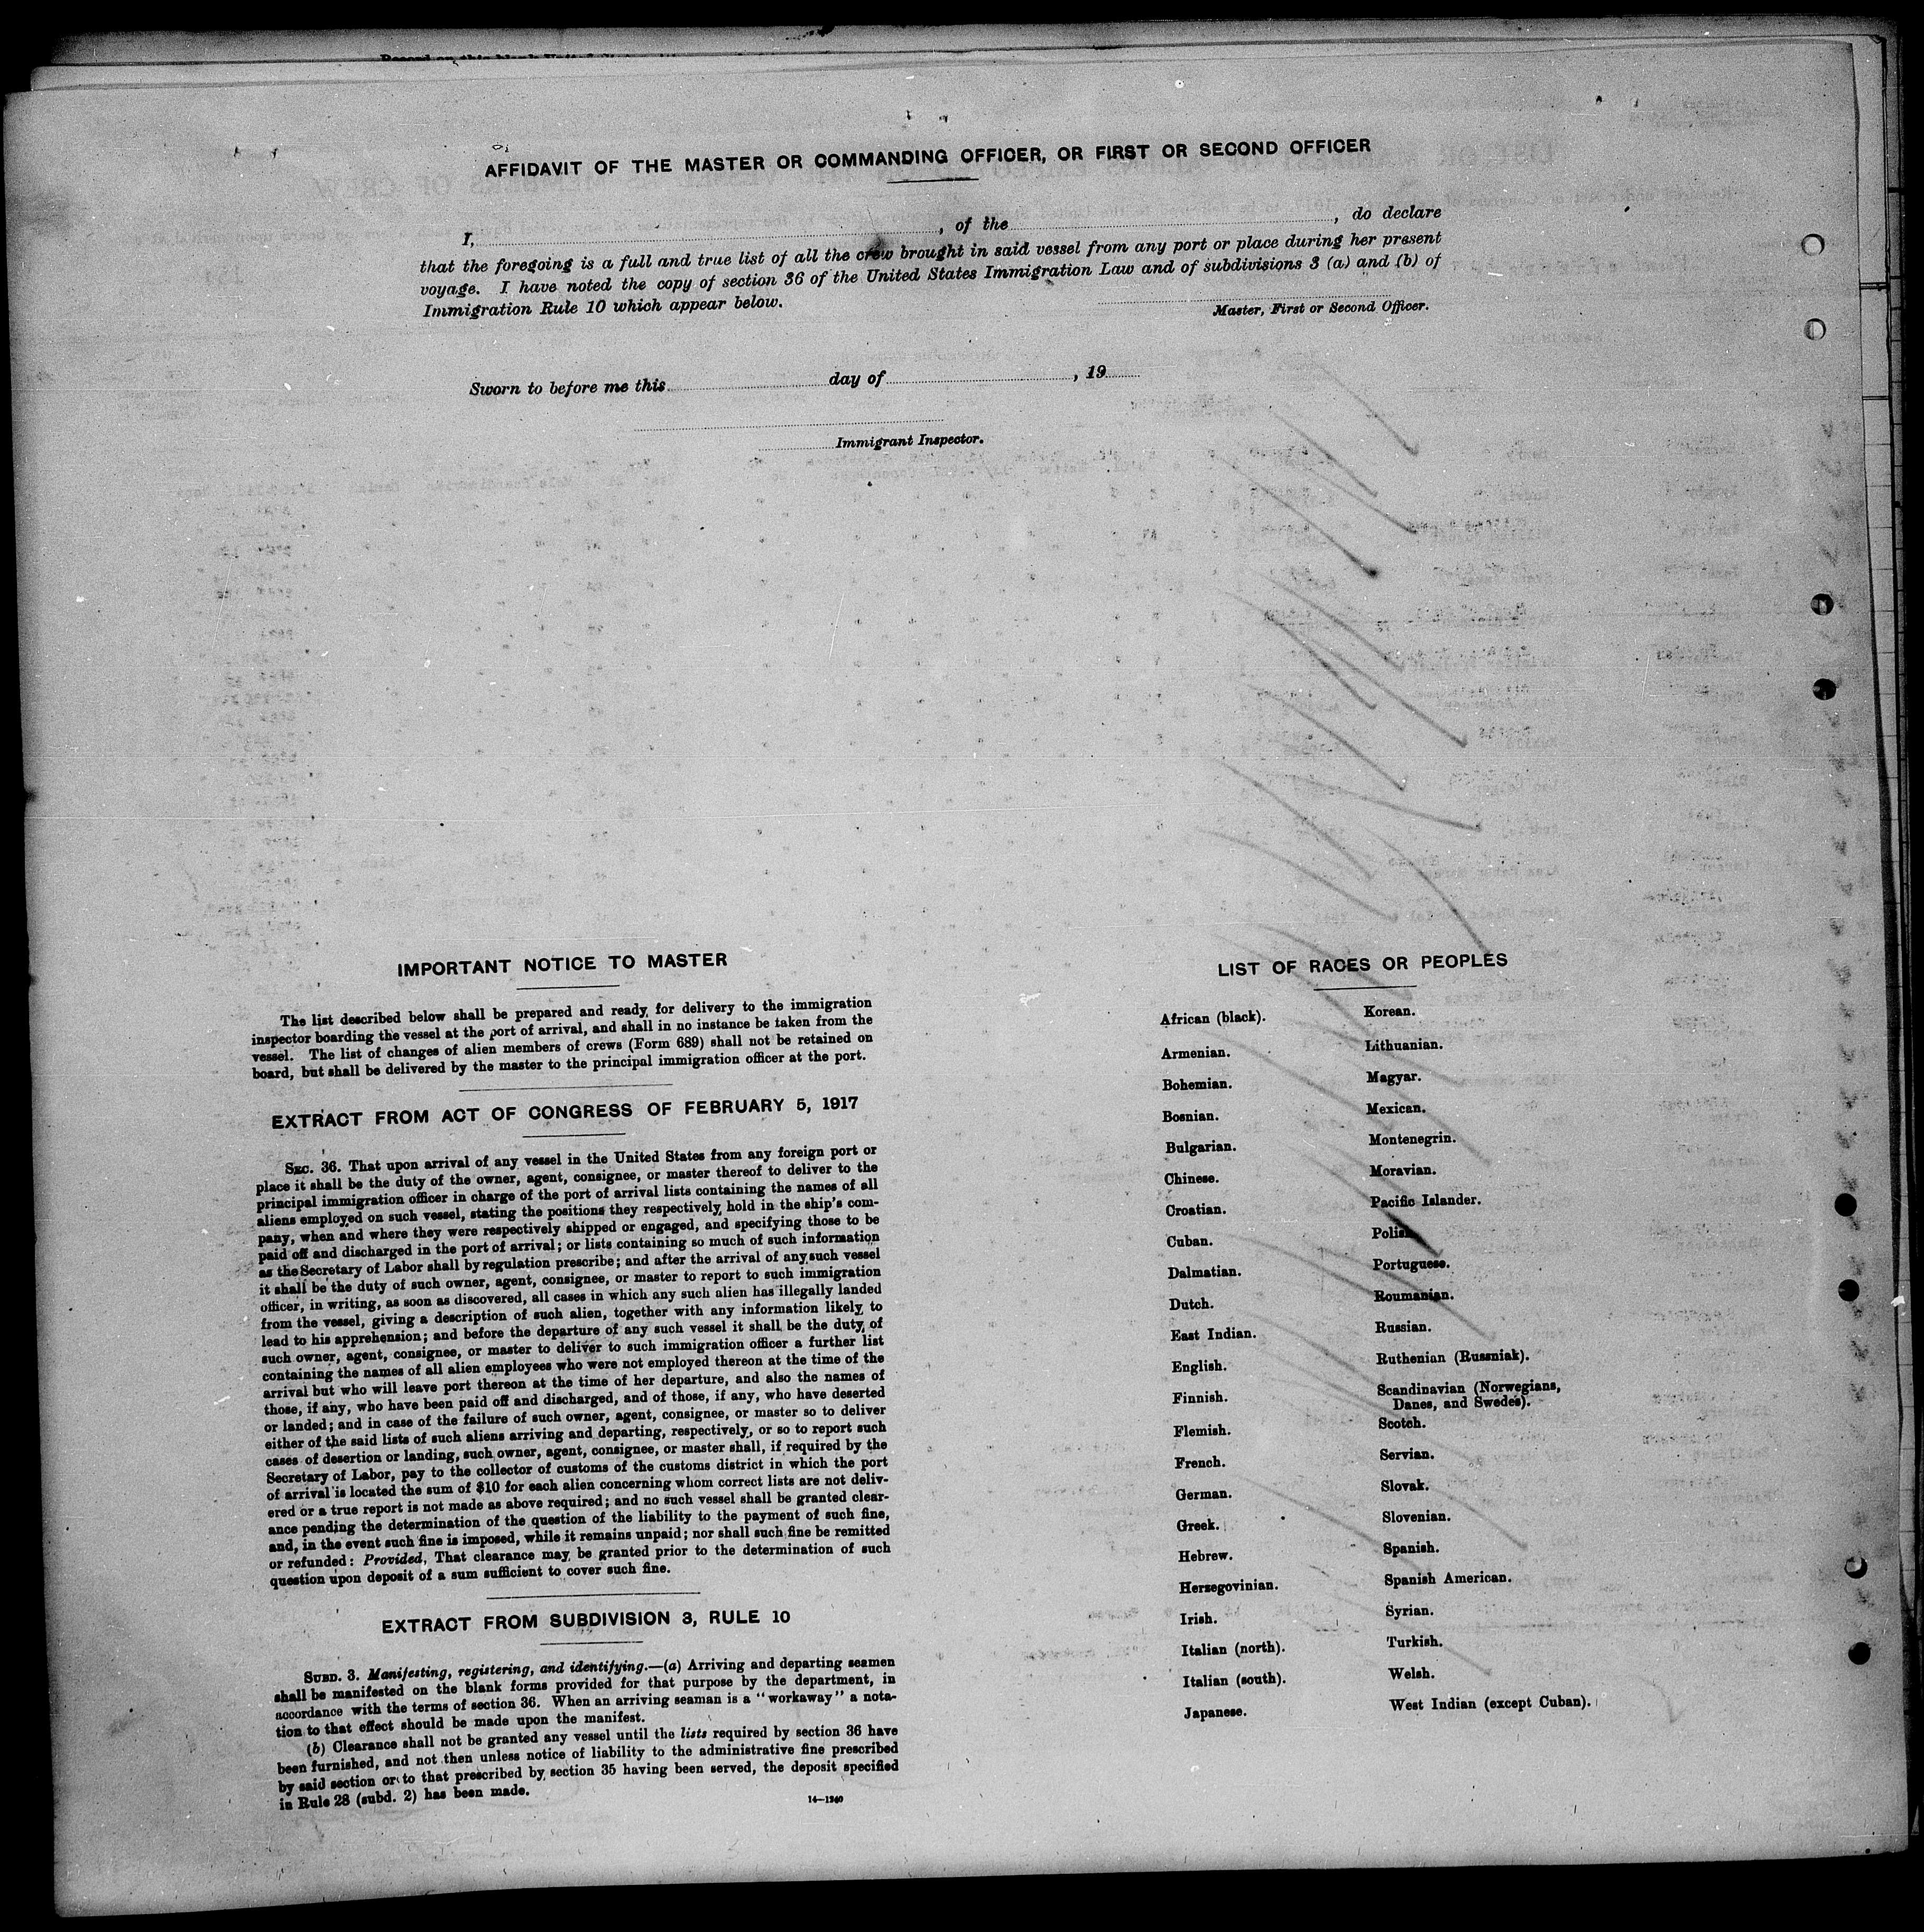 AFFIDAVIT OF THE MASTER OR COMMANDING OFFICER, OR FIRST OR SECOND OFFICER
I, , of the , do declare
that the foregoing is a full and true list of all the crew brought in said vessel from any port or place during her present
voyage. I have noted the copy of section 36 of the United States Immigration Law and of subdivisions 3 (a) and (b) of
Immigration Rule 10 which appear below.
Master, First or Second Officer.
Sworn to before me this day of , 19
Immigrant Inspector.
IMPORTANT NOTICE TO MASTER
The list described below shall be prepared and ready for delivery to the immigration
inspector boarding the vessel at the port of arrival, and shall in no instance be taken from the
vessel. The list of changes of alien members of crews (Form 689) shall not be retained on
board, but shall be delivered by the master to the principal immigration officer at the port.
EXTRACT FROM ACT OF CONGRESS OF FEBRUARY 5, 1917
SEC. 36. That upon arrival of any vessel in the United States from any foreign port or
place it shall be the duty of the owner, agent, consignee, or master thereof to deliver to the
principal immigration officer in charge of the port of arrival lists containing the names of all
aliens employed on such vessel, stating the positions they respectively hold in the ship's com-
pany, when and where they were respectively shipped or engaged, and specifying those to be
paid off and discharged in the port of arrival; or lists containing so much of such information
as the Secretary of Labor shall by regulation prescribe; and after the arrival of any such vessel
it shall be the duty of such owner, agent, consignee, or master to report to such immigration
officer, in writing, as soon as discovered, all cases in which any such alien has illegally landed
from the vessel, giving a description of such alien, together with any information likely to
lead to his apprehension; and before the departure of any such vessel it shall be the duty of
such owner, agent, consignee, or master to deliver to such immigration officer a further list
containing the names of all alien employees who were not employed thereon at the time of the
arrival but who will leave port thereon at the time of her departure, and also the names of
those, if any, who have been paid off and discharged, and of those, if any, who have deserted
or landed; and in case of the failure of such owner, agent, consignee, or master so to deliver
either of the said lists of such aliens arriving and departing, respectively, or so to report such
cases of desertion or landing, such owner, agent, consignee, or master shall, if required by the
Secretary of Labor, pay to the collector of customs of the customs district in which the port
of arrival is located the sum of $10 for each alien concerning whom correct lists are not deliv-
ered or a true report is not made as above required; and no such vessel shall be granted clear-
ance pending the determination of the question of the liability to the payment of such fine,
and, in the event such fine is imposed, while it remains unpaid; nor shall such fine be remitted
or refunded: Provided, That clearance may be granted prior to the determination of such
question upon deposit of a sum sufficient to cover such fine.
EXTRACT FROM SUBDIVISION 3, RULE 10
SUBD. 3. Manifesting, registering, and identifying.—(a) Arriving and departing seamen
shall be manifested on the blank forms provided for that purpose by the department, in
accordance with the terms of section 36. When an arriving seaman is a "workaway" a nota-
tion to that effect should be made upon the manifest.
(b) Clearance shall not be granted any vessel until the lists required by section 36 have
been furnished, and not then unless notice of liability to the administrative fine prescribed
by said section or to that prescribed by section 35 having been served, the deposit specified
in Rule 28 (subd. 2) has been made.
14—1240
LIST OF RACES OR PEOPLES
African (black).
Armenian.
Bohemian.
Bosnian.
Bulgarian.
Chinese.
Croatian.
Cuban.
Dalmatian.
Dutch.
East Indian.
English.
Finnish.
Flemish.
French.
German.
Greek.
Hebrew.
Herzegovinian.
Irish.
Italian (north).
Italian (south).
Japanese.
Korean.
Lithuanian.
Magyar.
Mexican.
Montenegrin.
Moravian.
Pacific Islander.
Polish.
Portuguese.
Roumanian.
Russian.
Ruthenian (Russniak).
Scandinavian (Norwegians,
Danes, and Swedes).
Scotch.
Servian.
Slovak.
Slovenian.
Spanish.
Spanish American.
Syrian.
Turkish.
Welsh.
West Indian (except Cuban).